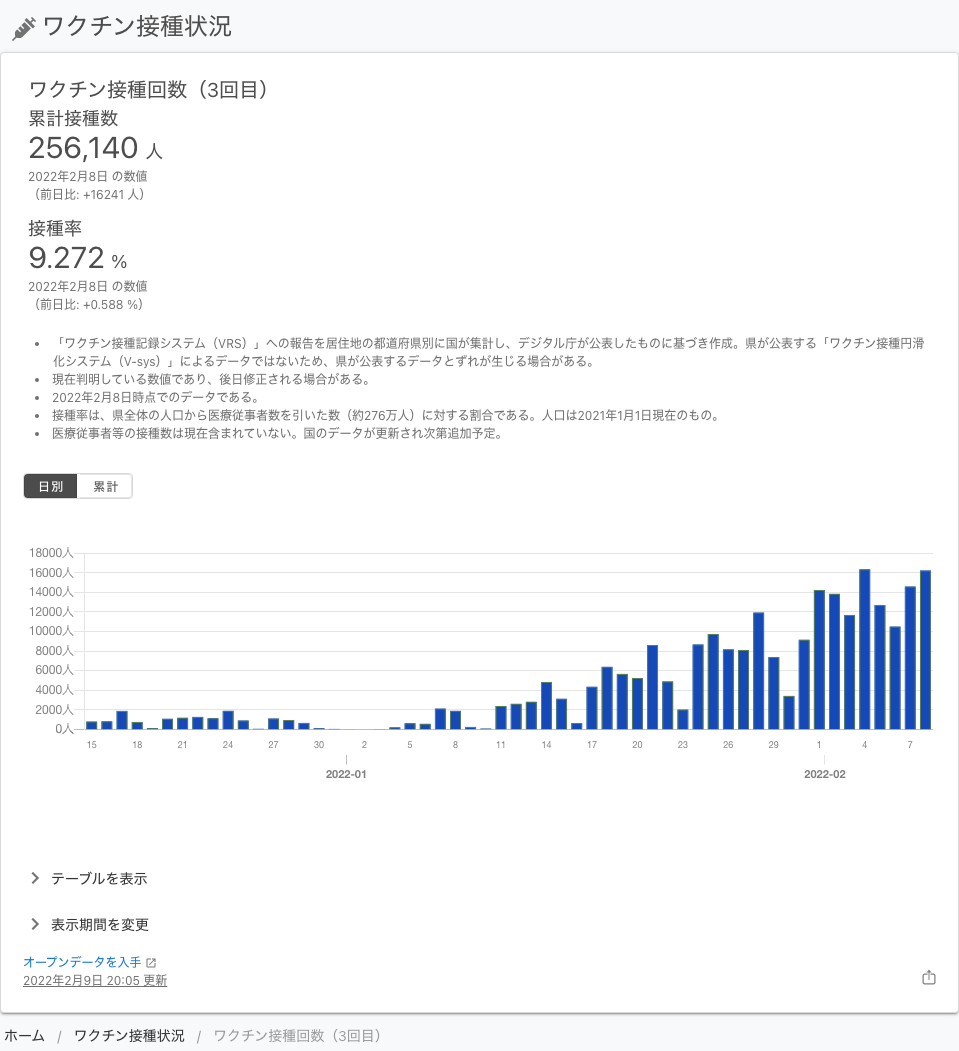 ワクチン接種状況
ワクチン接種回数（3回目）
累計接種数
256,140 人
2022年2月8日 の数値
（前日比: +16241 人）
接種率
9.272 %
2022年2月8日 の数値
（前日比: +0.588 %）
• 「ワクチン接種記録システム（VRS）」への報告を居住地の都道府県別に国が集計し、デジタル庁が公表したものに基づき作成。県が公表する「ワクチン接種円滑
化システム（V-sys）」によるデータではないため、県が公表するデータとずれが生じる場合がある。
• 現在判明している数値であり、後日修正される場合がある。
• 2022年2月8日時点でのデータである。
• 接種率は、県全体の人口から医療従事者数を引いた数（約276万人）に対する割合である。人口は2021年1月1日現在のもの。
• 医療従事者等の接種数は現在含まれていない。国のデータが更新され次第追加予定。
日別 累計
18000人
16000人
14000人
12000人
10000人
8000人
6000人
4000人
2000人
0人
15 18 21 24 27 30 2 5 8 11 14 17 20 23 26 29 1 4 7
2022-01 2022-02
テーブルを表示
表示期間を変更
オープンデータを入手
2022年2月9日 20:05 更新
ホーム / ワクチン接種状況 / ワクチン接種回数（3回目）